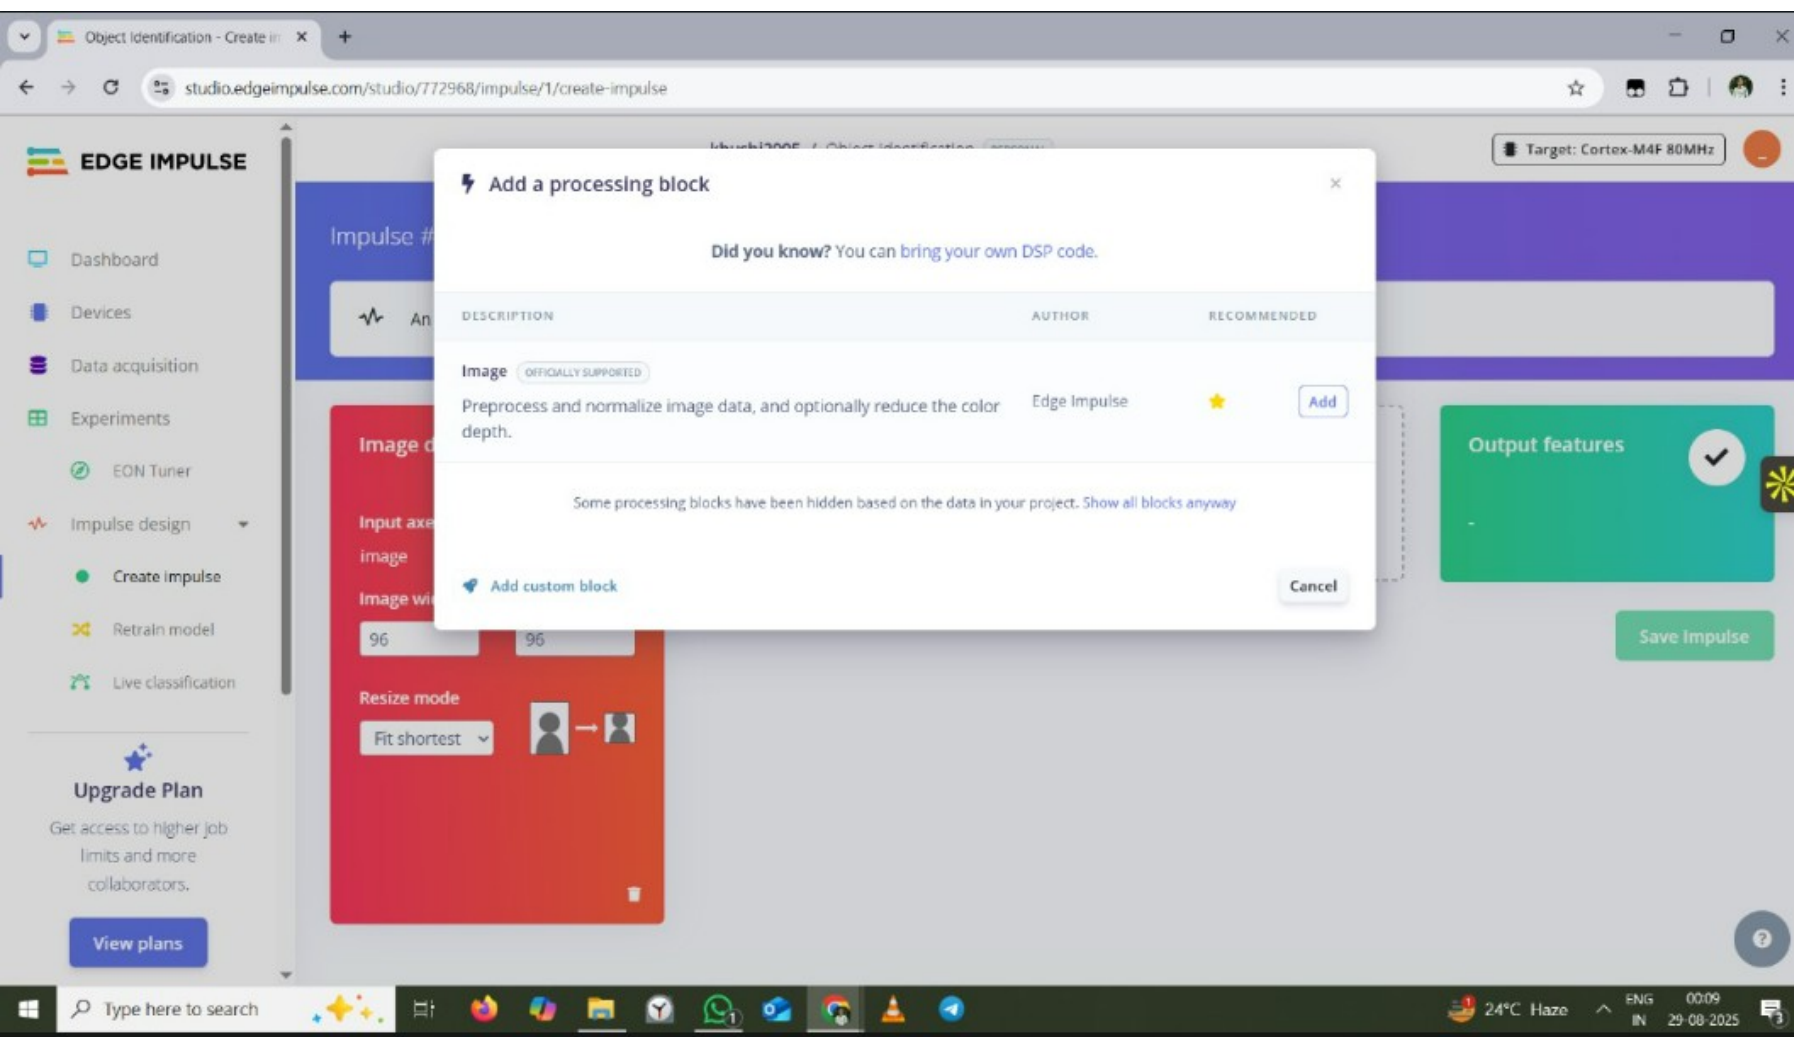 Object Identification - Create in
studio.edgeimpulse.com/studio/772968/impulse/1/create-impulse
EDGE IMPULSE
Target: Cortex-M4F 80MHz
Dashboard
Devices
Data acquisition
Experiments
EON Tuner
Impulse design
Create impulse
Retrain model
Live classification
Upgrade Plan
Get access to higher job
limits and more
collaborators.
View plans
Impulse #
An
Add a processing block
Did you know? You can bring your own DSP code.
DESCRIPTION AUTHOR RECOMMENDED
Image OFFICIALLY SUPPORTED
Preprocess and normalize image data, and optionally reduce the color
depth.
Edge Impulse
Add
Some processing blocks have been hidden based on the data in your project. Show all blocks anyway
Add custom block
Cancel
Image d
Input axe
image
Image wi
96 96
Resize mode
Fit shortest
Output features
-
Save Impulse
Type here to search
1
24°C Haze
ENG
IN
00:09
29-08-2025
3